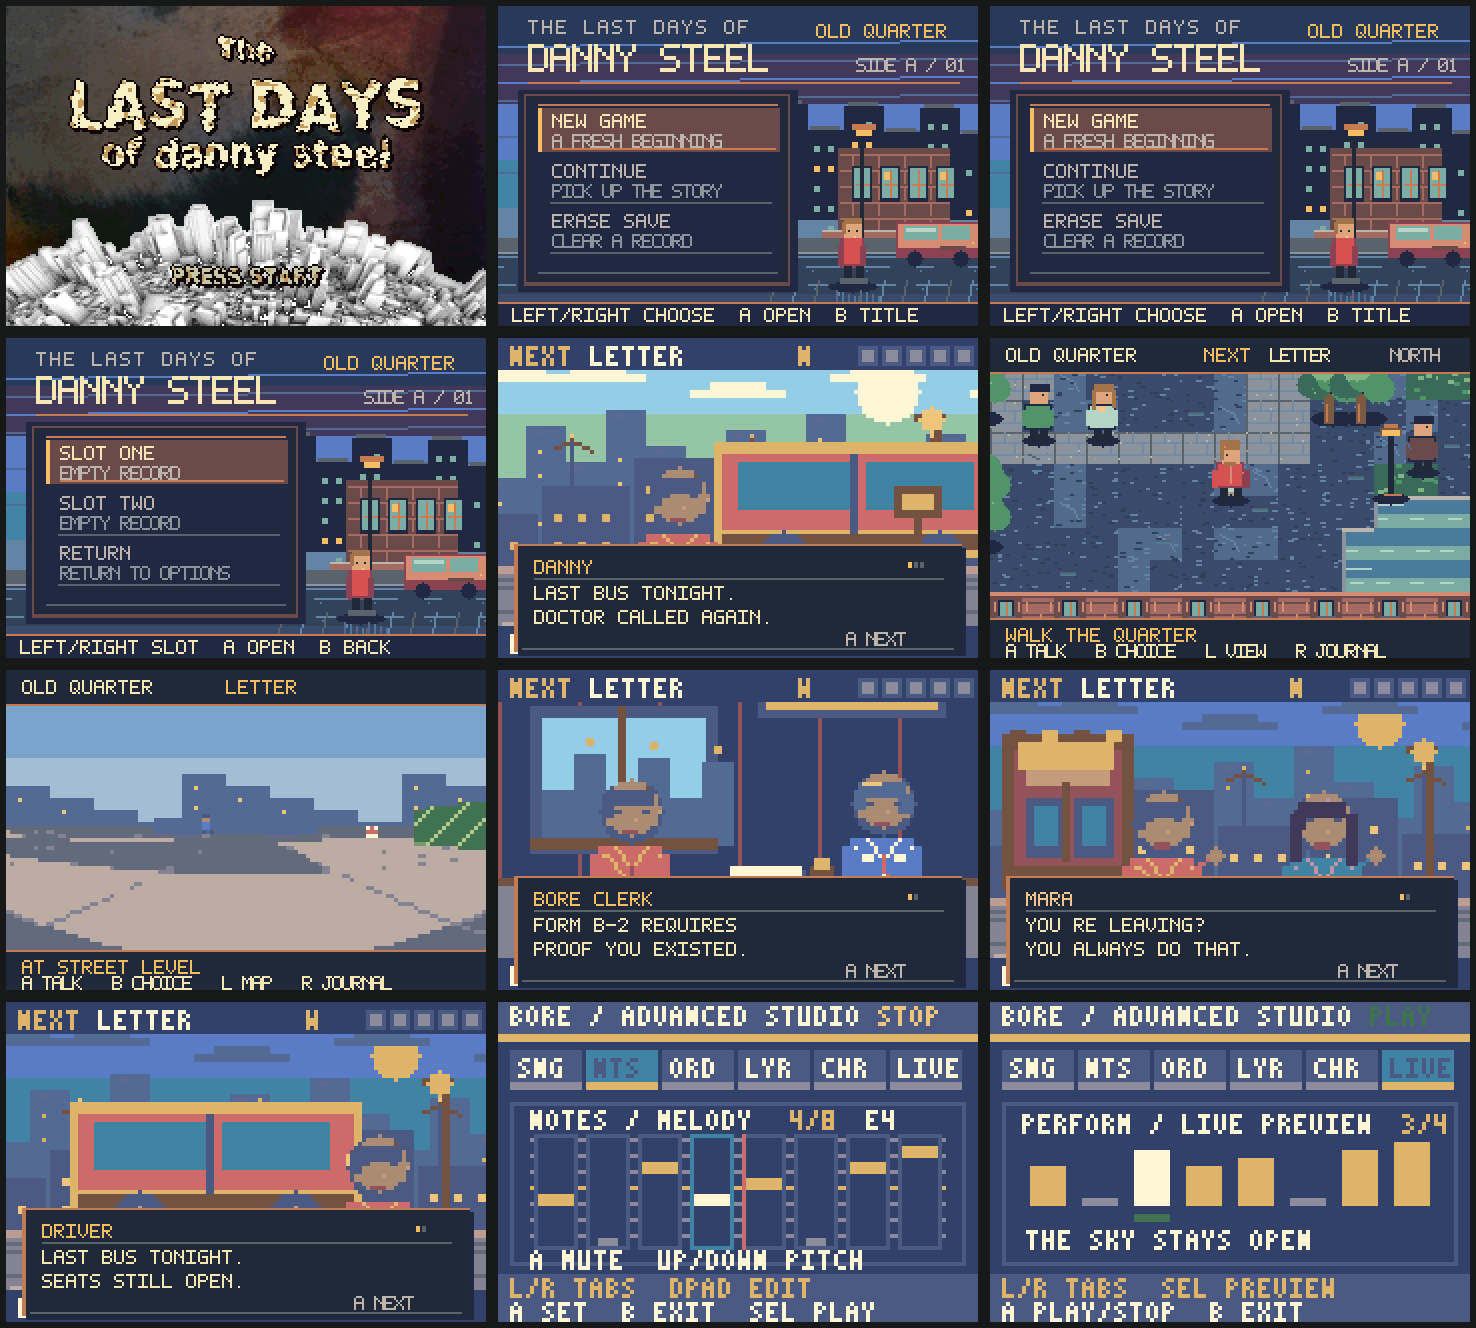 The
LAST DAYS
of danny steel
PRESS START
THE LAST DAYS OF
OLD QUARTER
DANNY STEEL
SIDE A / 01
NEW GAME
A FRESH BEGINNING
CONTINUE
PICK UP THE STORY
ERASE SAVE
CLEAR A RECORD
LEFT/RIGHT CHOOSE A OPEN B TITLE
THE LAST DAYS OF
OLD QUARTER
DANNY STEEL
SIDE A / 01
NEW GAME
A FRESH BEGINNING
CONTINUE
PICK UP THE STORY
ERASE SAVE
CLEAR A RECORD
LEFT/RIGHT CHOOSE A OPEN B TITLE
THE LAST DAYS OF
OLD QUARTER
DANNY STEEL
SIDE A / 01
SLOT ONE
EMPTY RECORD
SLOT TWO
EMPTY RECORD
RETURN
RETURN TO OPTIONS
LEFT/RIGHT SLOT A OPEN B BACK
NEXT LETTER N
DANNY
LAST BUS TONIGHT.
DOCTOR CALLED AGAIN.
A NEXT
OLD QUARTER NEXT LETTER NORTH
WALK THE QUARTER
A TALK B CHOICE L VIEW R JOURNAL
OLD QUARTER LETTER
AT STREET LEVEL
A TALK B CHOICE L MAP R JOURNAL
NEXT LETTER N
BORE CLERK
FORM B-2 REQUIRES
PROOF YOU EXISTED.
A NEXT
NEXT LETTER N
MARA
YOU RE LEAVING?
YOU ALWAYS DO THAT.
A NEXT
NEXT LETTER N
DRIVER
LAST BUS TONIGHT.
SEATS STILL OPEN.
A NEXT
BORE / ADVANCED STUDIO STOP
SNG NTS ORD LYR CHR LIVE
NOTES / MELODY 4/8 E4
A MUTE UP/DOWN PITCH
L/R TABS DPAD EDIT
A SET B EXIT SEL PLAY
BORE / ADVANCED STUDIO PLAY
SNG NTS ORD LYR CHR LIVE
PERFORM / LIVE PREVIEW 3/4
THE SKY STAYS OPEN
L/R TABS SEL PREVIEW
A PLAY/STOP B EXIT